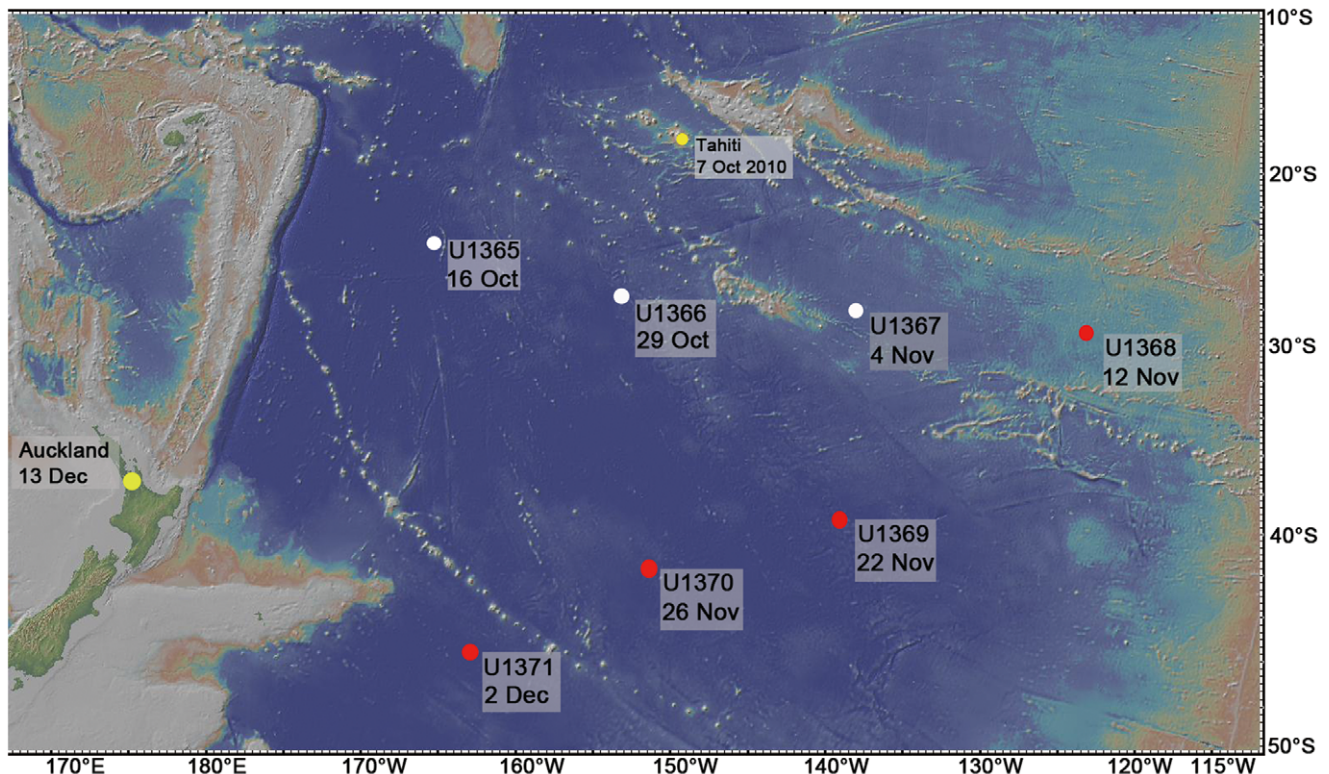 10°S
Tahiti
7 Oct 2010
20°S
U1365
16 Oct
U1366
29 Oct
U1367
4 Nov
U1368
12 Nov
30°S
Auckland
13 Dec
U1369
22 Nov
40°S
U1370
26 Nov
U1371
2 Dec
50°S
170°E 180°E 170°W 160°W 150°W 140°W 130°W 120°W 115°W